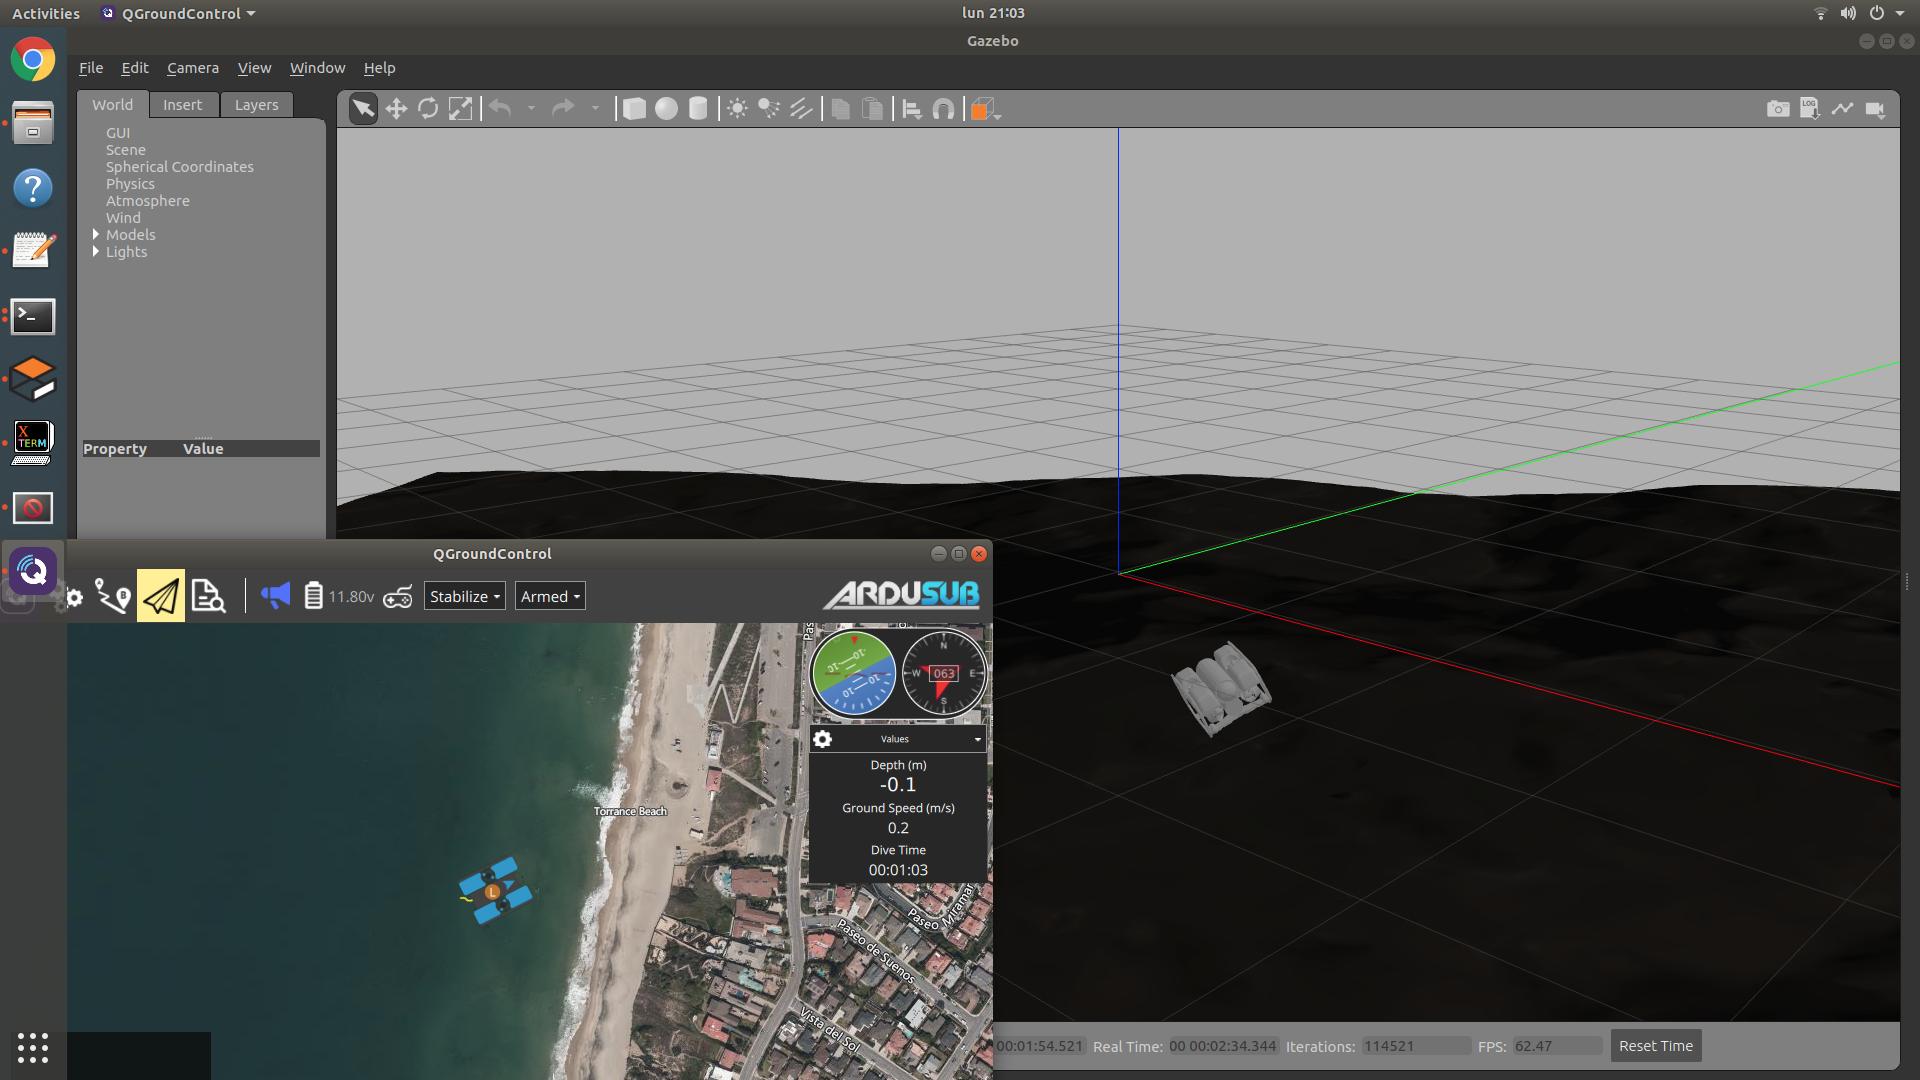 Activities QGroundControl lun 21:03
Gazebo
File Edit Camera View Window Help
World Insert Layers
LOG
GUI
Scene
Spherical Coordinates
Physics
Atmosphere
Wind
Models
Lights
X
TERM
Property Value
QGroundControl
B 11.80v Stabilize Armed ARDUSUB
N
W 063 E
S
10
10
10
Values
Depth (m)
-0.1
Ground Speed (m/s)
0.2
Dive Time
00:01:03
Torrance Beach
L
Paseo Miramar
Paseo de Suenos
Vista del Sol
00:01:54.521 Real Time: 00 00:02:34.344 Iterations: 114521 FPS: 62.47 Reset Time